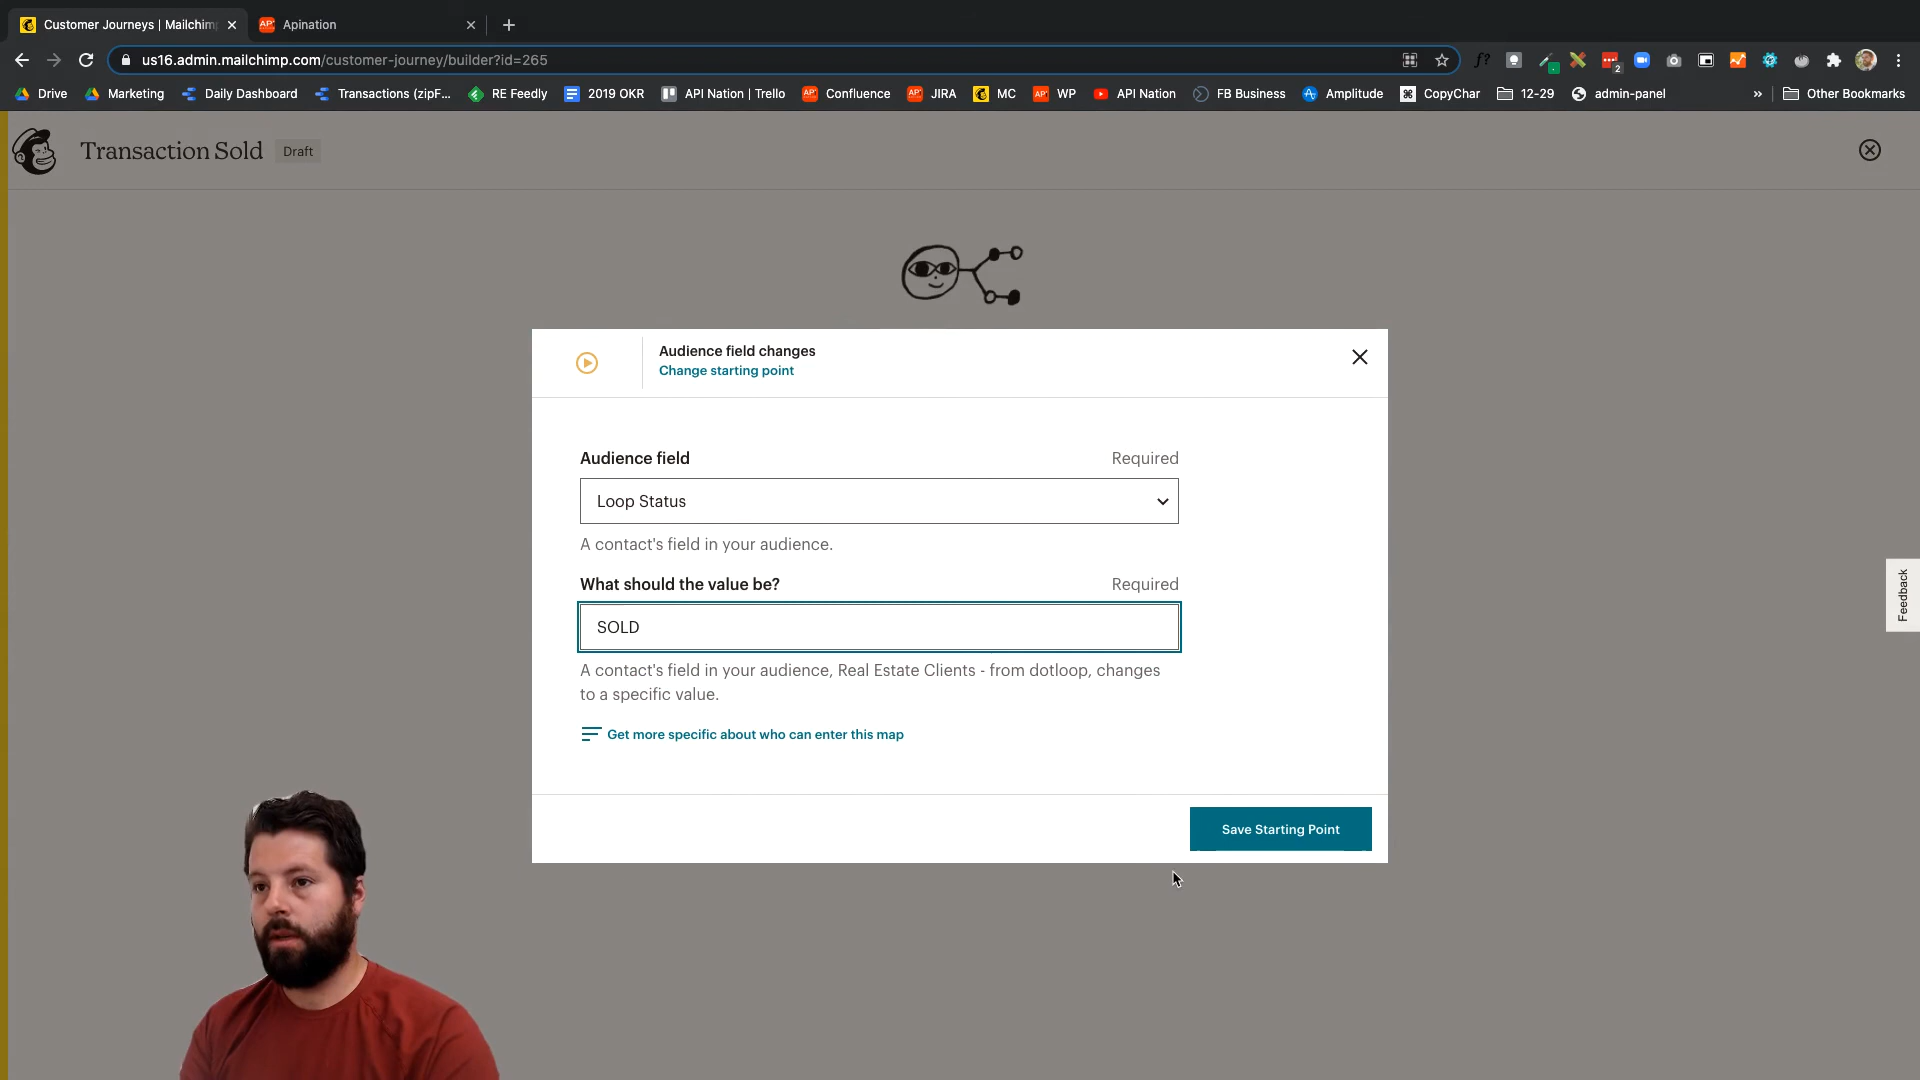 Customer Journeys | Mailchimp
Apination
us16.admin.mailchimp.com/customer-journey/builder?id=265
f?
2
Drive
Marketing
Daily Dashboard
Transactions (zipF...
RE Feedly
2019 OKR
API Nation | Trello
Confluence
JIRA
MC
WP
API Nation
FB Business
Amplitude
CopyChar
12-29
admin-panel
»
Other Bookmarks
Transaction Sold
Draft
Audience field changes
Change starting point
Audience field
Required
Loop Status
A contact's field in your audience.
What should the value be?
Required
SOLD
A contact's field in your audience, Real Estate Clients - from dotloop, changes
to a specific value.
Get more specific about who can enter this map
Save Starting Point
Feedback